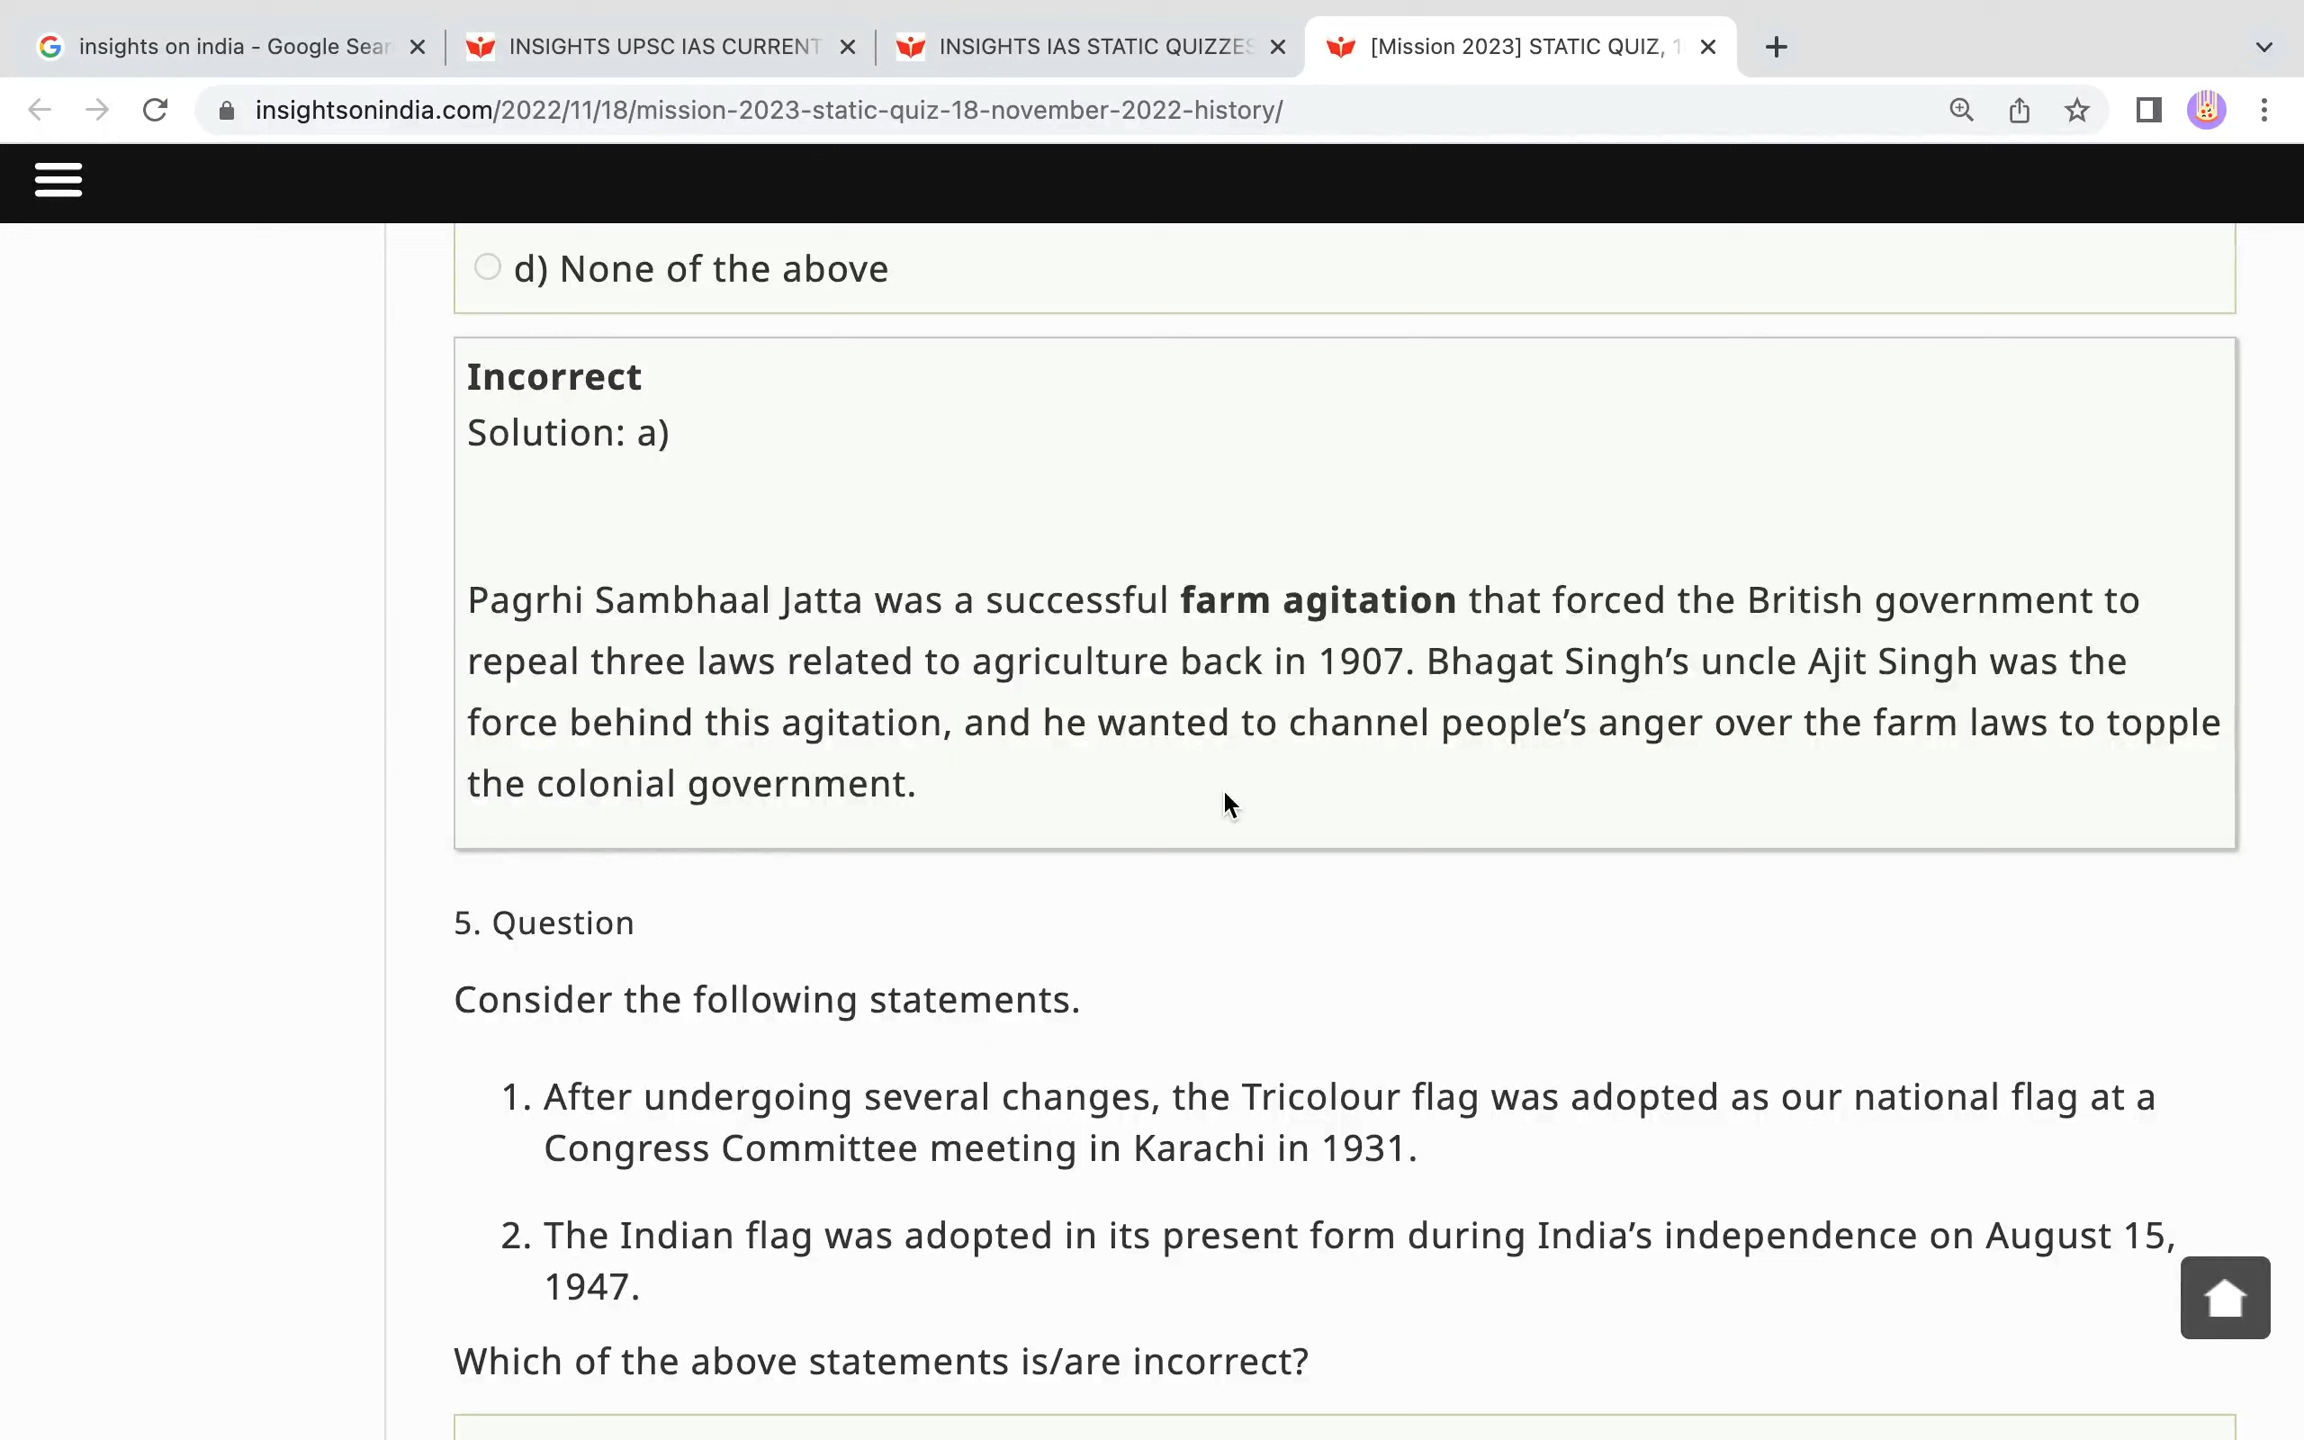 insights on india - Google Sear
INSIGHTS UPSC IAS CURRENT
INSIGHTS IAS STATIC QUIZZES
[Mission 2023] STATIC QUIZ, 1
insightsonindia.com/2022/11/18/mission-2023-static-quiz-18-november-2022-history/
d) None of the above
Incorrect
Solution: a)
Pagrhi Sambhaal Jatta was a successful farm agitation that forced the British government to
repeal three laws related to agriculture back in 1907. Bhagat Singh’s uncle Ajit Singh was the
force behind this agitation, and he wanted to channel people’s anger over the farm laws to topple
the colonial government.
5. Question
Consider the following statements.
1. After undergoing several changes, the Tricolour flag was adopted as our national flag at a
Congress Committee meeting in Karachi in 1931.
2. The Indian flag was adopted in its present form during India’s independence on August 15,
1947.
Which of the above statements is/are incorrect?